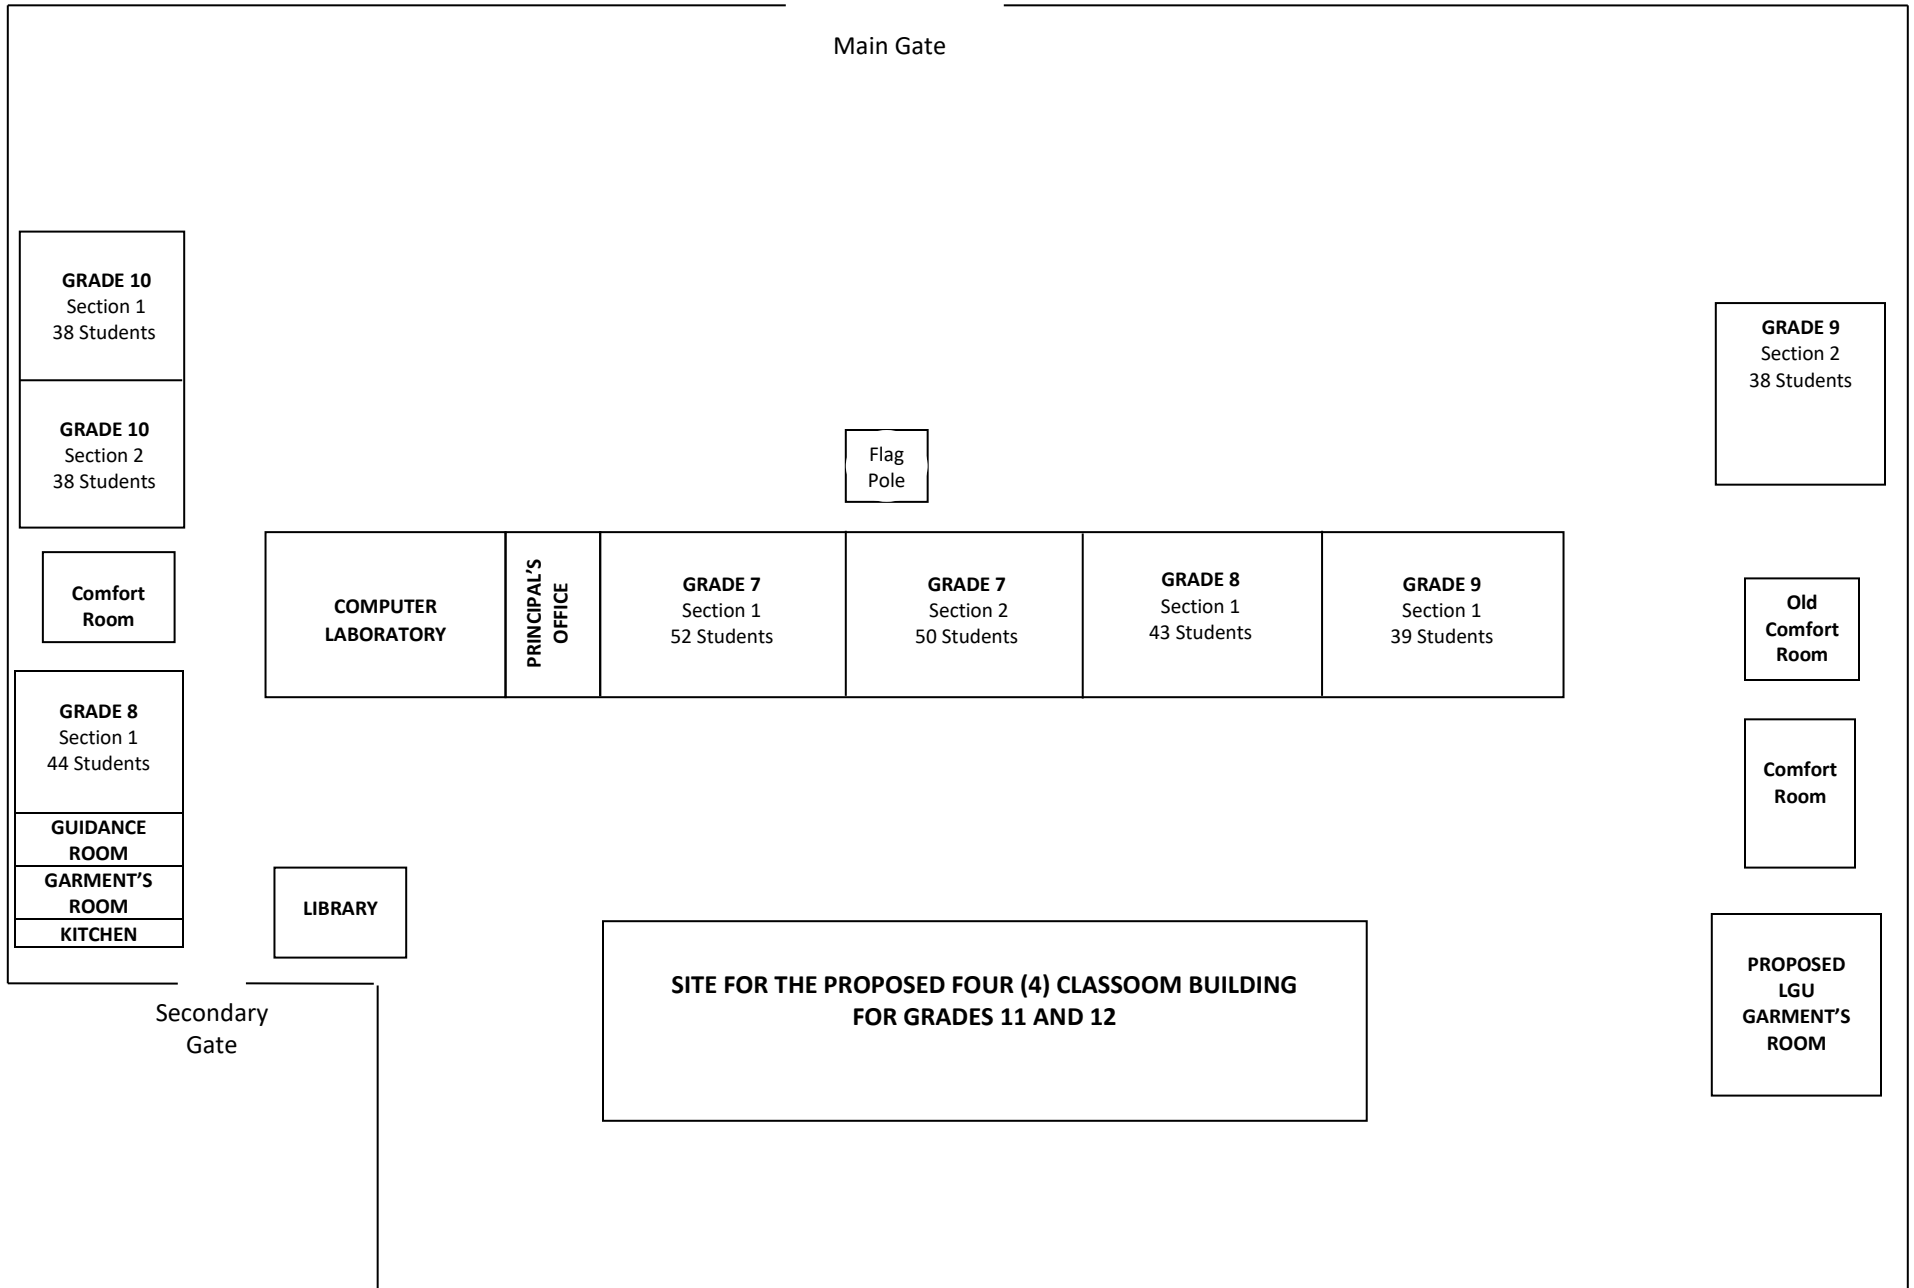 Main Gate
GRADE 10
Section 1
38 Students
GRADE 10
Section 2
38 Students
Comfort
Room
GRADE 8
Section 1
44 Students
GUIDANCE
ROOM
GARMENT’S
ROOM
KITCHEN
Secondary
Gate
LIBRARY
Flag
Pole
COMPUTER
LABORATORY
PRINCIPAL’S
OFFICE
GRADE 7
Section 1
52 Students
GRADE 7
Section 2
50 Students
GRADE 8
Section 1
43 Students
GRADE 9
Section 1
39 Students
SITE FOR THE PROPOSED FOUR (4) CLASSOOM BUILDING
FOR GRADES 11 AND 12
GRADE 9
Section 2
38 Students
Old
Comfort
Room
Comfort
Room
PROPOSED
LGU
GARMENT’S
ROOM